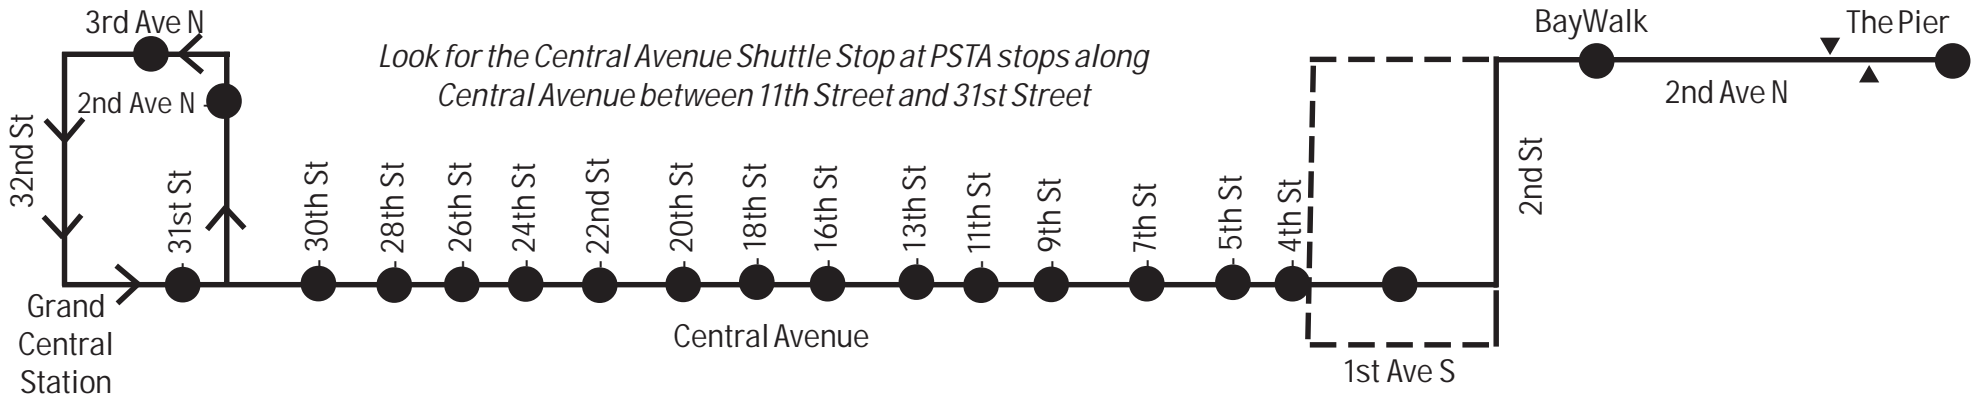 3rd Ave N
BayWalk
The Pier
Look for the Central Avenue Shuttle Stop at PSTA stops along
Central Avenue between 11th Street and 31st Street
2nd Ave N
2nd Ave N
32nd St
31st St
30th St
28th St
26th St
24th St
22nd St
20th St
18th St
16th St
13th St
11th St
9th St
7th St
5th St
4th St
2nd St
Grand
Central
Station
Central Avenue
1st Ave S